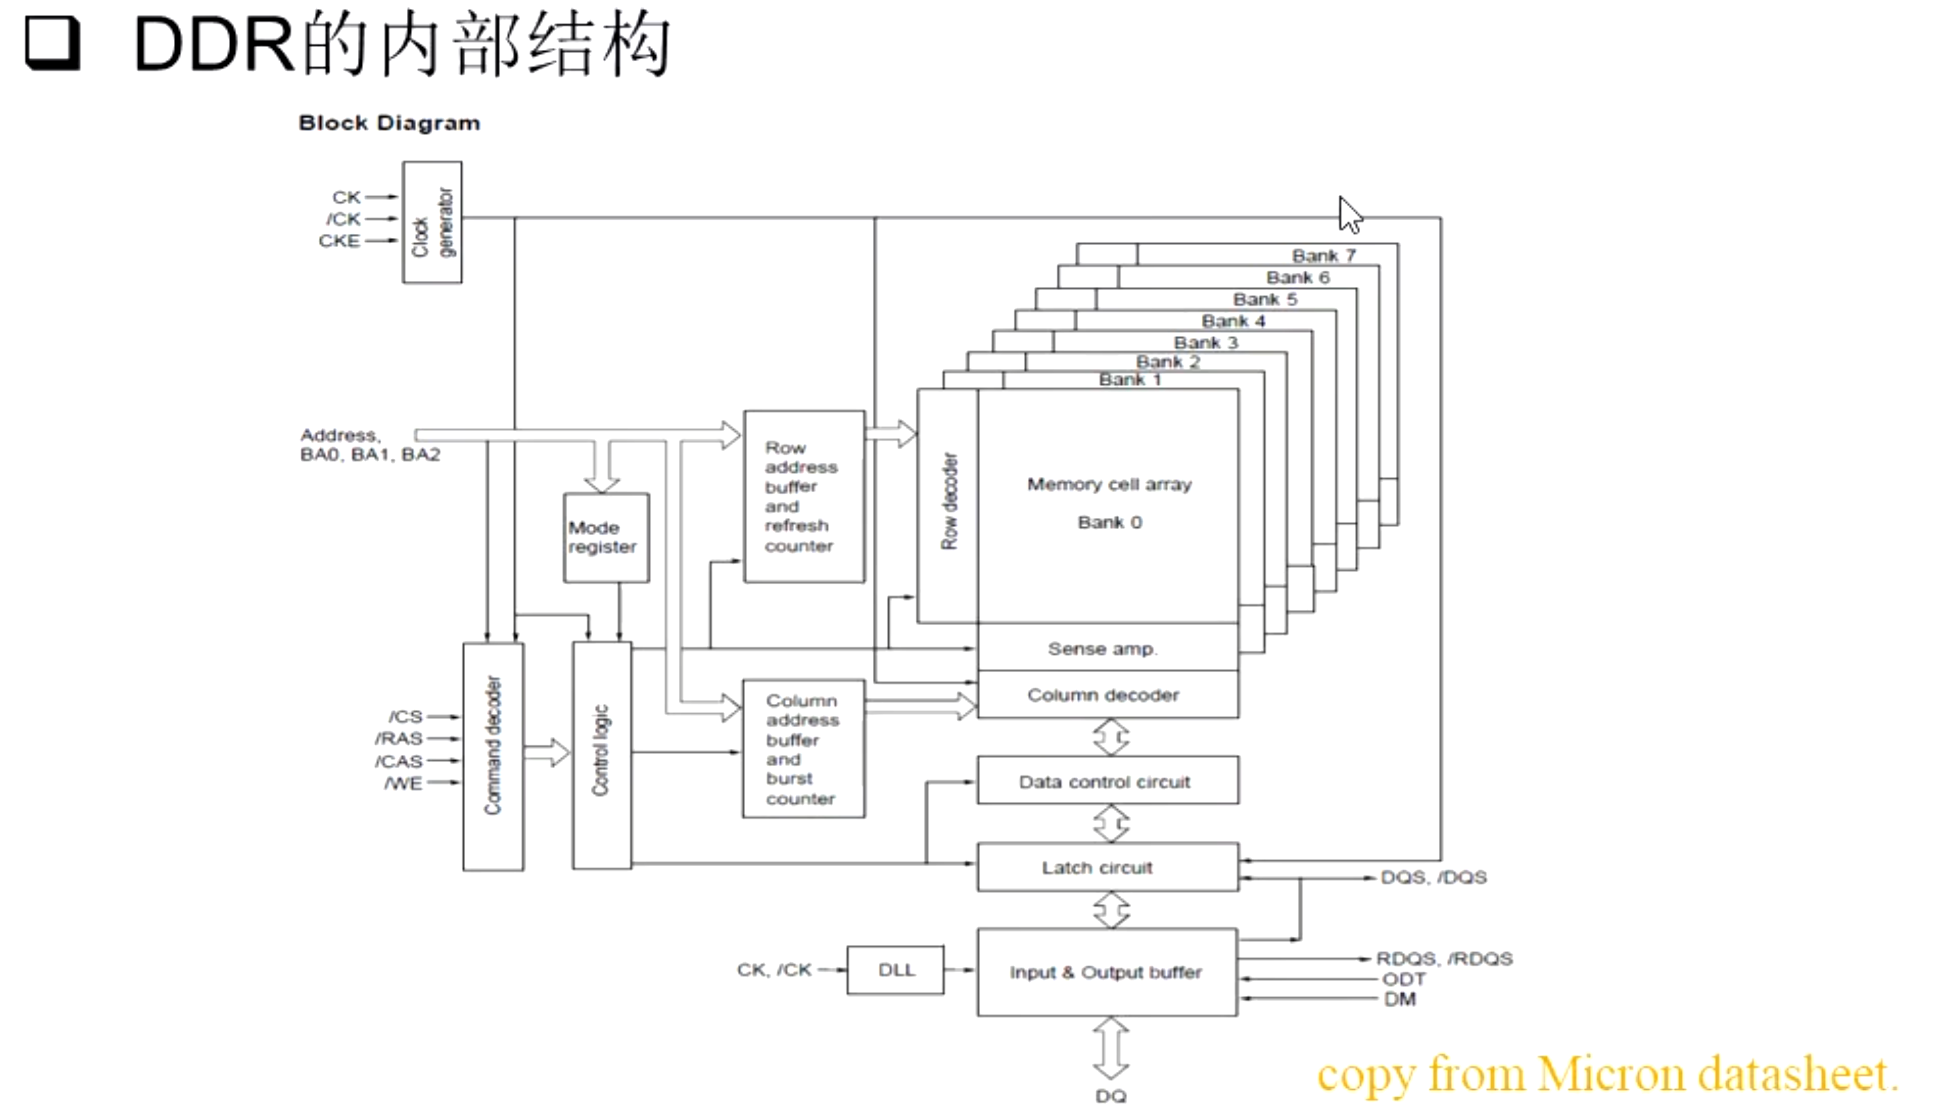 DDR的内部结构
Block Diagram
CK
/CK
CKE
Clock
generator
Bank 7
Bank 6
Bank 5
Bank 4
Bank 3
Bank 2
Bank 1
Address,
BA0, BA1, BA2
Mode
register
Row
address
buffer
and
refresh
counter
Row decoder
Memory cell array
Bank 0
Sense amp.
Column decoder
/CS
/RAS
/CAS
/WE
Command decoder
Control logic
Column
address
buffer
and
burst
counter
Data control circuit
Latch circuit
DQS, /DQS
CK, /CK
DLL
Input & Output buffer
RDQS, /RDQS
ODT
DM
DQ
copy from Micron datasheet.